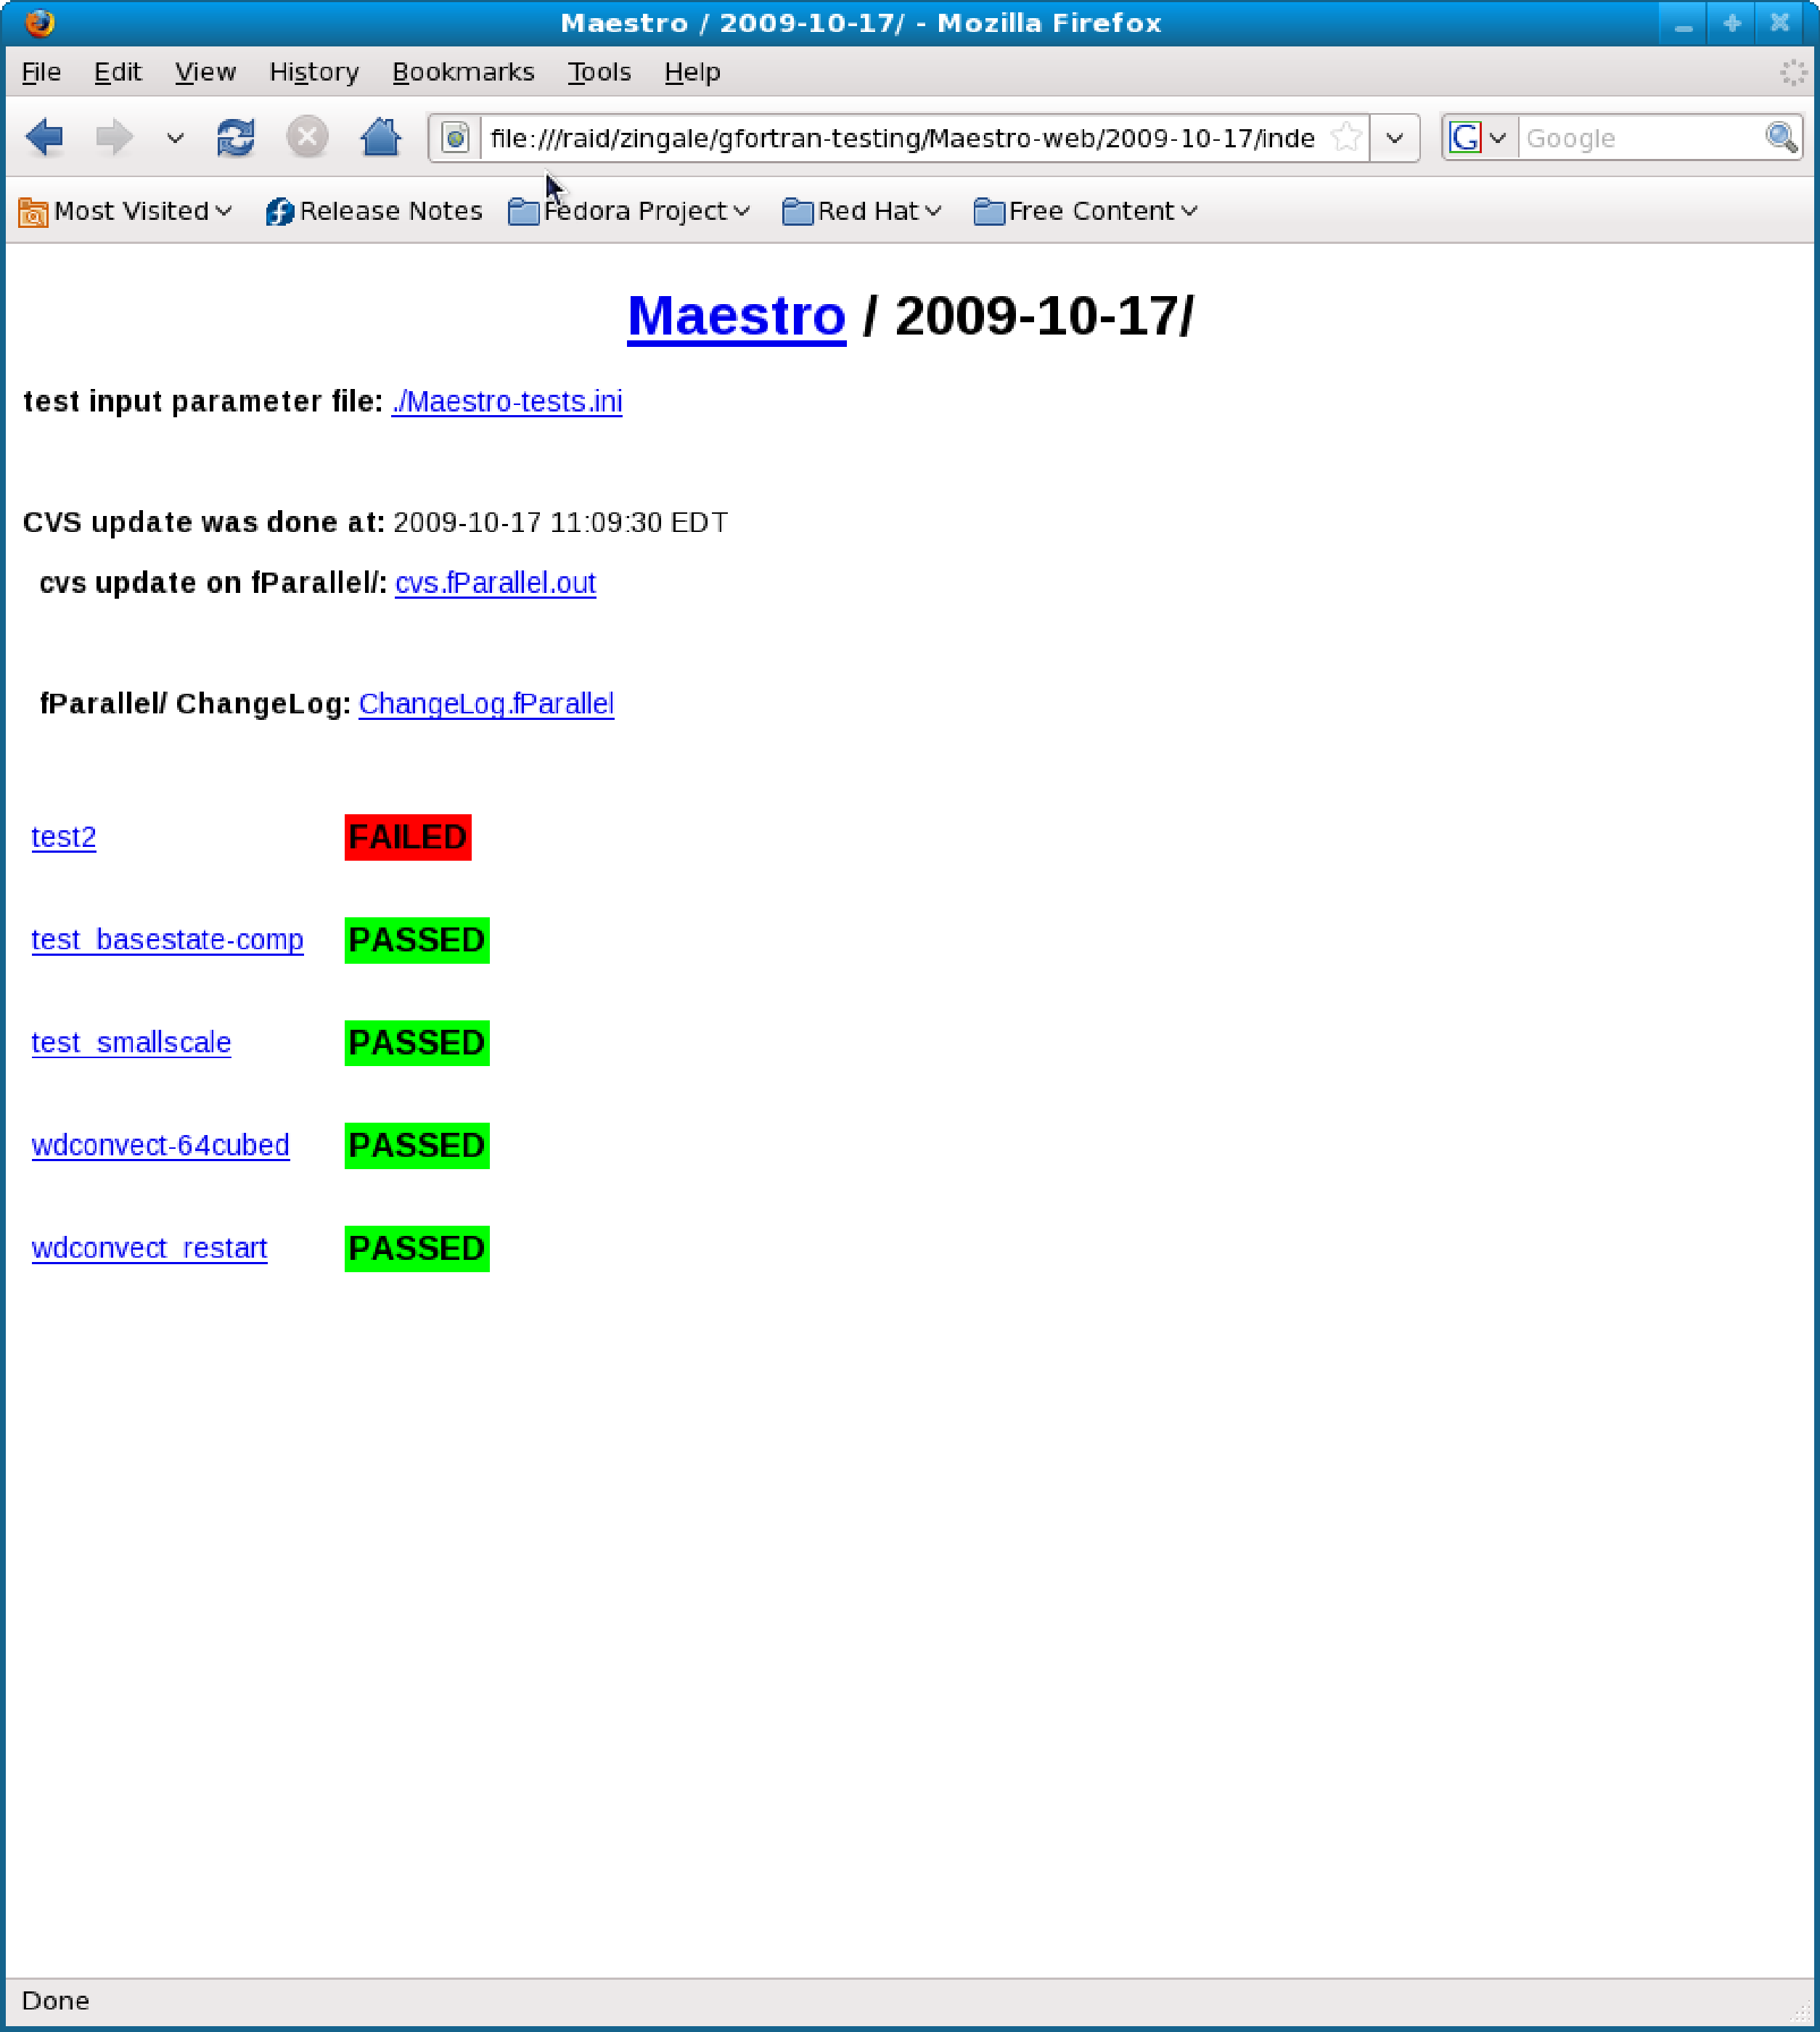 Maestro / 2009-10-17/ - Mozilla Firefox
File Edit View History Bookmarks Tools Help
file:///raid/zingale/gfortran-testing/Maestro-web/2009-10-17/inde G Google
Most Visited Release Notes Fedora Project Red Hat Free Content
Maestro / 2009-10-17/
test input parameter file: ./Maestro-tests.ini
CVS update was done at: 2009-10-17 11:09:30 EDT
cvs update on fParallel/: cvs.fParallel.out
fParallel/ ChangeLog: ChangeLog.fParallel
test2 FAILED
test_basestate-comp PASSED
test_smallscale PASSED
wdconvect-64cubed PASSED
wdconvect_restart PASSED
Done